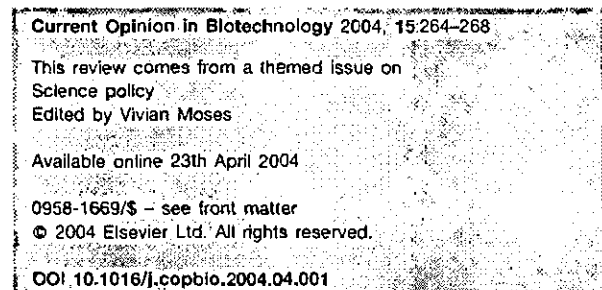 Current Opinion in Biotechnology 2004, 15:264–268
This review comes from a themed issue on
Science policy
Edited by Vivian Moses
Available online 23th April 2004
0958-1669/$ – see front matter
© 2004 Elsevier Ltd. All rights reserved.
DOI 10.1016/j.copbio.2004.04.001